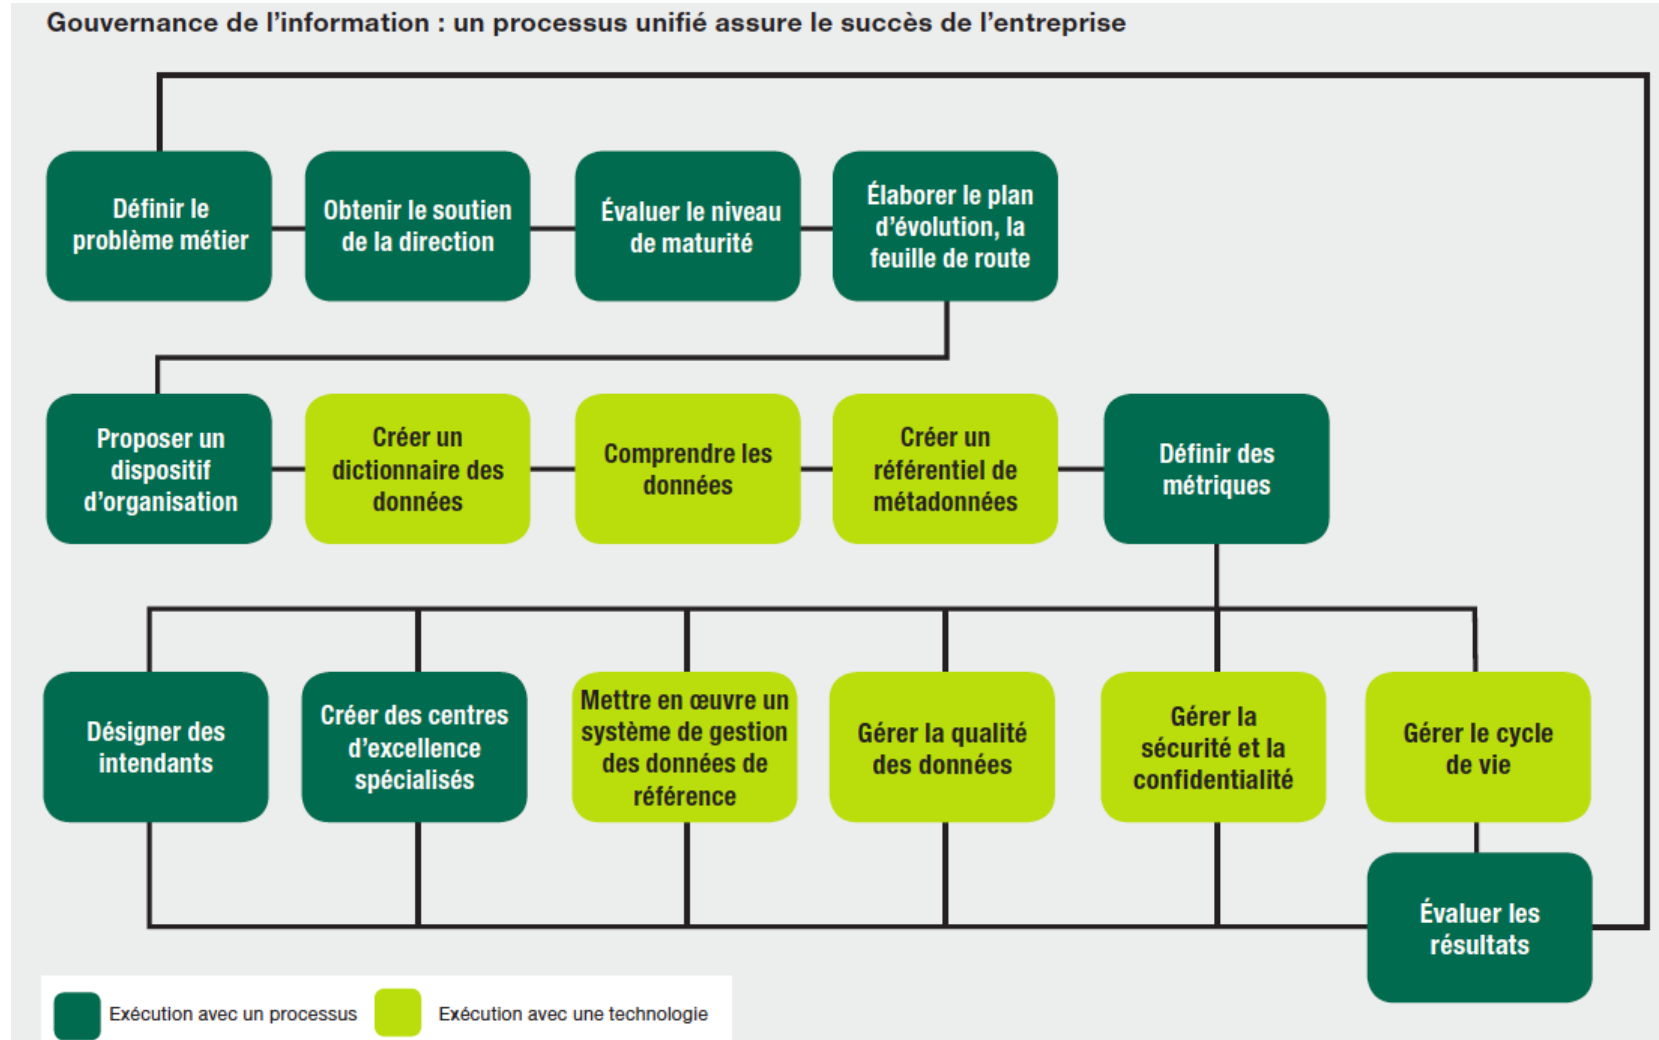 Gouvernance de l'information : un processus unifié assure le succès de l'entreprise
Définir le
problème métier
Obtenir le soutien
de la direction
Évaluer le niveau
de maturité
Élaborer le plan
d'évolution, la
feuille de route
Proposer un
dispositif
d'organisation
Créer un
dictionnaire des
données
Comprendre les
données
Créer un
référentiel de
métadonnées
Définir des
métriques
Désigner des
intendants
Créer des centres
d'excellence
spécialisés
Mettre en œuvre un
système de gestion
des données de
référence
Gérer la qualité
des données
Gérer la
sécurité et la
confidentialité
Gérer le cycle
de vie
Évaluer les
résultats
Exécution avec un processus
Exécution avec une technologie